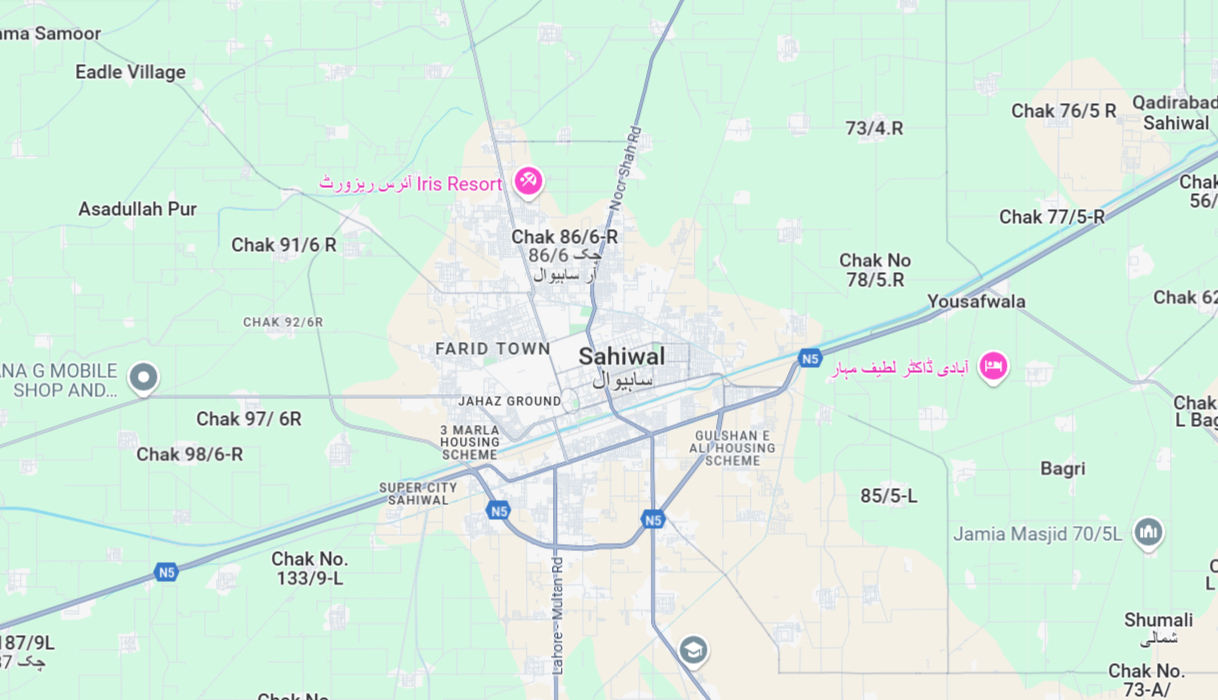 ma Samoor
Eadle Village
Chak 76/5 R
Qadirabad
Sahiwal
73/4.R
Noor Shah Rd
آئرس ریزورٹ Iris Resort
Chak
56/
Asadullah Pur
Chak 77/5-R
Chak 91/6 R
Chak 86/6-R
چک 86/6
آر ساہیوال
Chak No
78/5.R
Yousafwala
Chak 62
CHAK 92/6R
FARID TOWN
Sahiwal
ساہیوال
N5
آبادی ڈاکٹر لطیف مہار
ANA G MOBILE
SHOP AND...
JAHAZ GROUND
Chak
L Bag
Chak 97/ 6R
3 MARLA
HOUSING
SCHEME
GULSHAN E
ALI HOUSING
SCHEME
Chak 98/6-R
Bagri
SUPER CITY
SAHIWAL
85/5-L
N5
N5
Jamia Masjid 70/5L
Chak No.
133/9-L
N5
Lahore - Multan Rd
C
L
Shumali
شمالی
187/9L
چک 87
Chak No.
73-A/
Chak No.